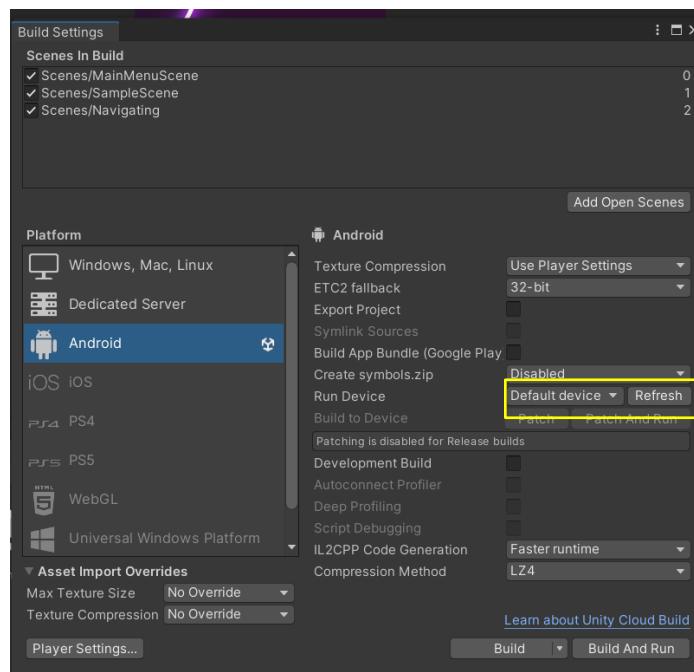 Build Settings
Scenes In Build
Scenes/MainMenuScene 0
Scenes/SampleScene 1
Scenes/Navigating 2
Add Open Scenes
Platform
Windows, Mac, Linux
Dedicated Server
Android
iOS iOS
PS4 PS4
PS5 PS5
HTML
5
WebGL
Universal Windows Platform
Asset Import Overrides
Max Texture Size No Override
Texture Compression No Override
Player Settings...
Android
Texture Compression Use Player Settings
ETC2 fallback 32-bit
Export Project
Symlink Sources
Build App Bundle (Google Play
Create symbols.zip Disabled
Run Device Default device Refresh
Build to Device Patch Patch And Run
Patching is disabled for Release builds
Development Build
Autoconnect Profiler
Deep Profiling
Script Debugging
IL2CPP Code Generation Faster runtime
Compression Method LZ4
Learn about Unity Cloud Build
Build Build And Run